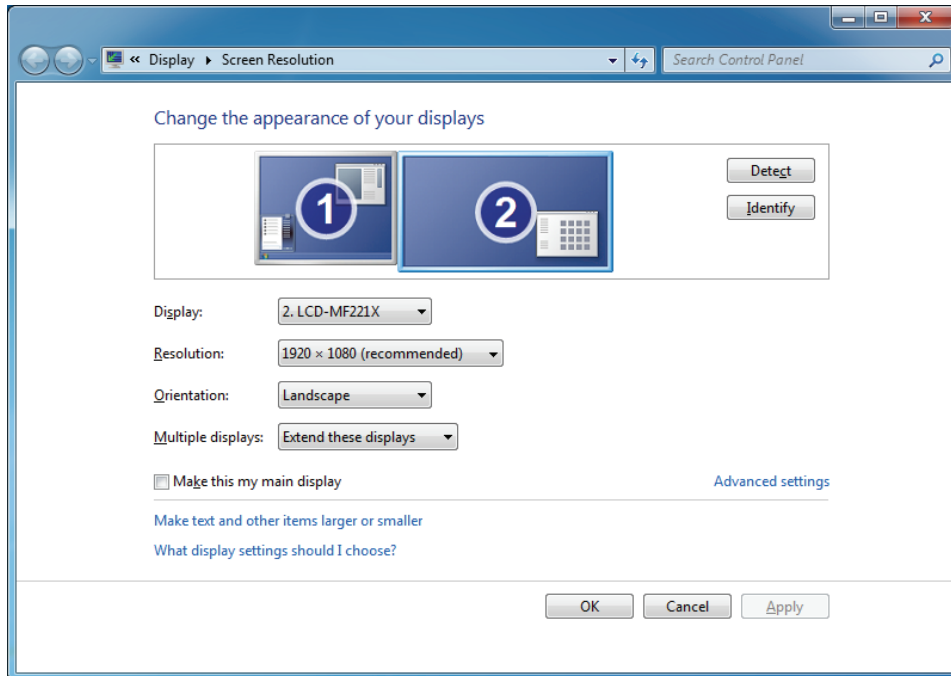 « Display ▸ Screen Resolution
Search Control Panel
Change the appearance of your displays
1
2
Detect
Identify
Display: 2. LCD-MF221X
Resolution: 1920 × 1080 (recommended)
Orientation: Landscape
Multiple displays: Extend these displays
Make this my main display
Advanced settings
Make text and other items larger or smaller
What display settings should I choose?
OK Cancel Apply